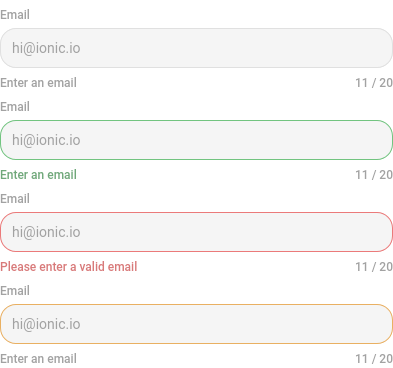 Email
hi@ionic.io
Enter an email 11 / 20
Email
hi@ionic.io
Enter an email 11 / 20
Email
hi@ionic.io
Please enter a valid email 11 / 20
Email
hi@ionic.io
Enter an email 11 / 20